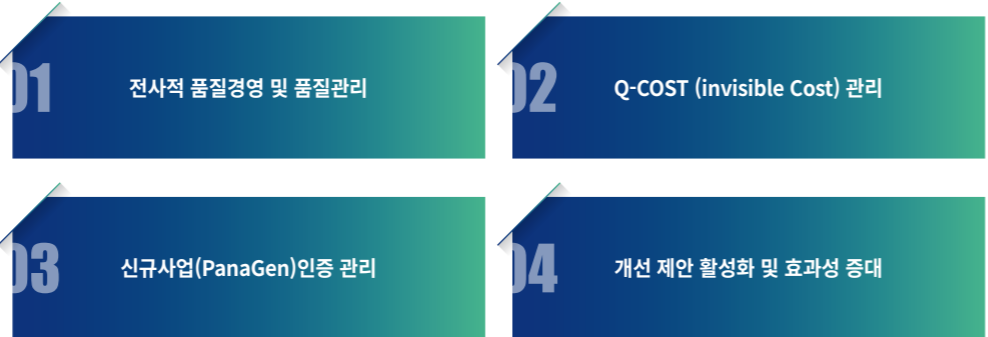 01
전사적 품질경영 및 품질관리
02
Q-COST (invisible Cost) 관리
03
신규사업(PanaGen)인증 관리
04
개선 제안 활성화 및 효과성 증대